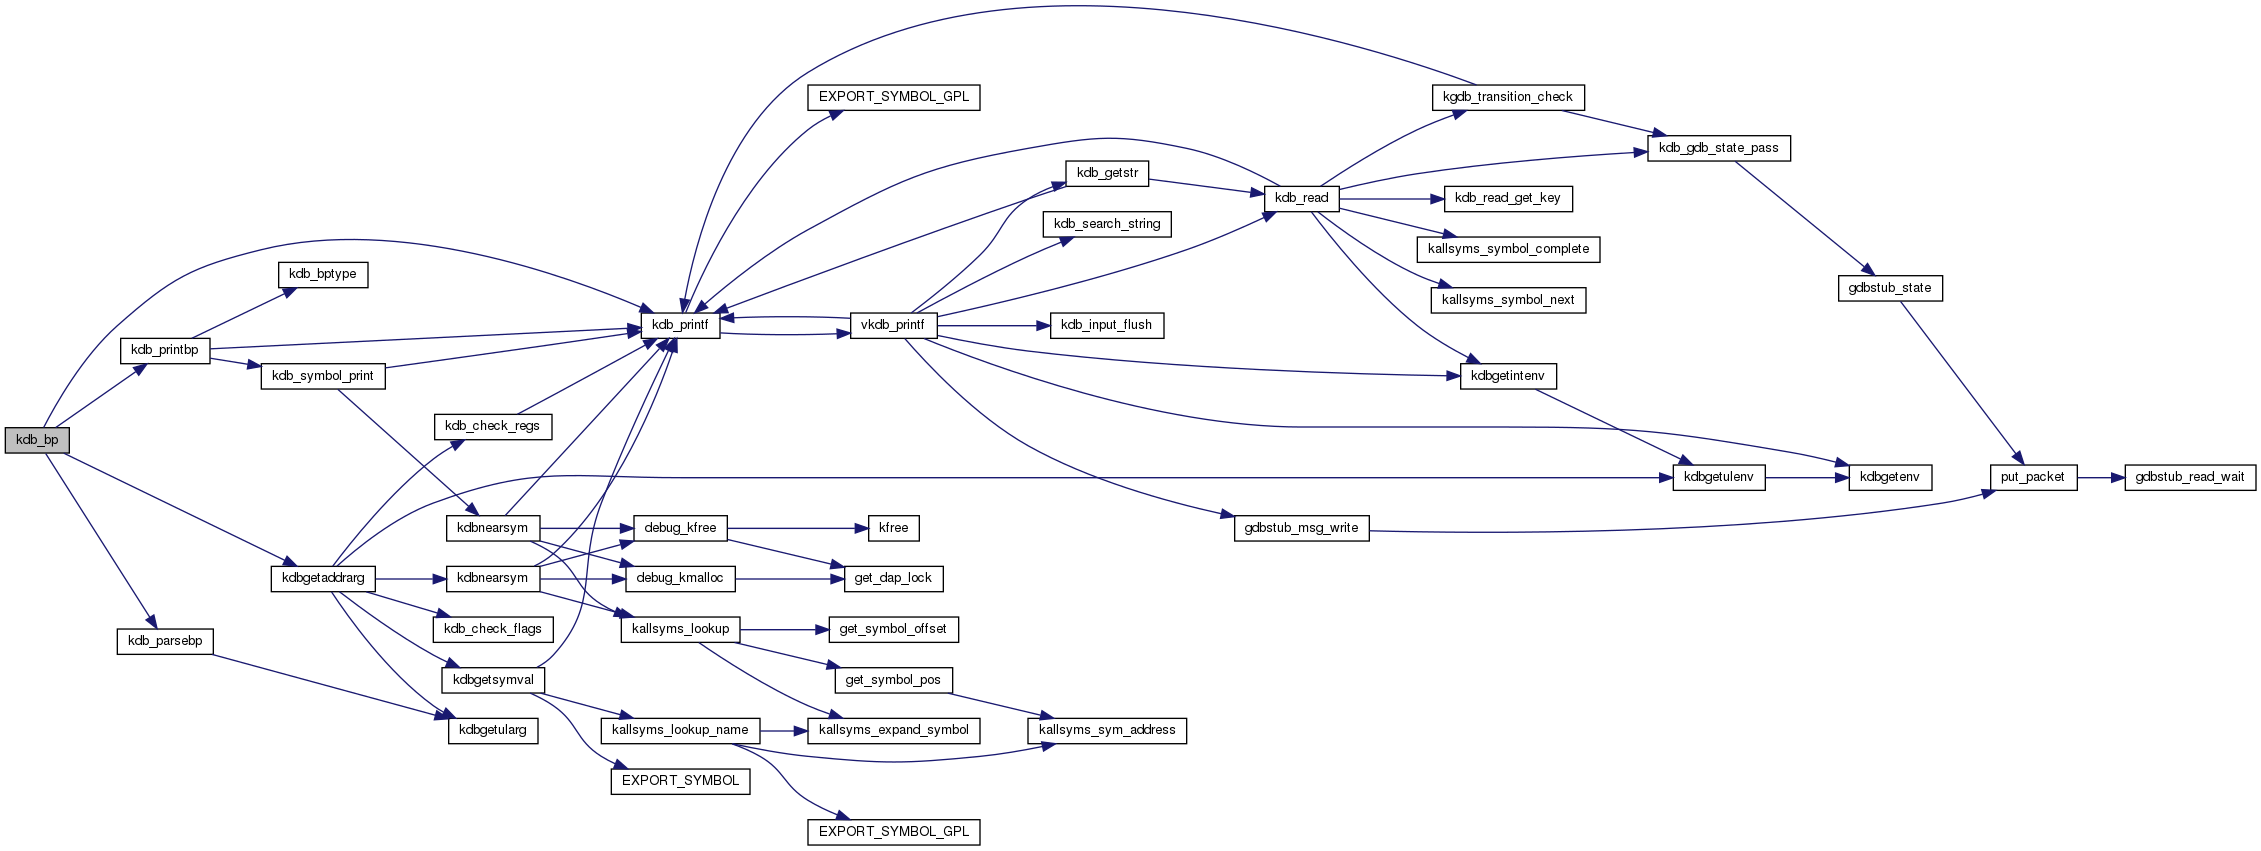 kdb_bp
kdb_printbp
kdb_parsebp
kdb_bptype
kdb_symbol_print
kdbgetaddrarg
kdb_check_regs
kdbnearsym
kdbnearsym
kdb_check_flags
kdbgetsymval
kdbgetularg
kdb_printf
debug_kfree
debug_kmalloc
kallsyms_lookup
kallsyms_lookup_name
EXPORT_SYMBOL
EXPORT_SYMBOL_GPL
vkdb_printf
kfree
get_dap_lock
get_symbol_offset
get_symbol_pos
kallsyms_expand_symbol
EXPORT_SYMBOL_GPL
kdb_getstr
kdb_search_string
kdb_input_flush
kallsyms_sym_address
kdb_read
gdbstub_msg_write
kgdb_transition_check
kdb_read_get_key
kallsyms_symbol_complete
kallsyms_symbol_next
kdbgetintenv
kdb_gdb_state_pass
kdbgetulenv
gdbstub_state
kdbgetenv
put_packet
gdbstub_read_wait